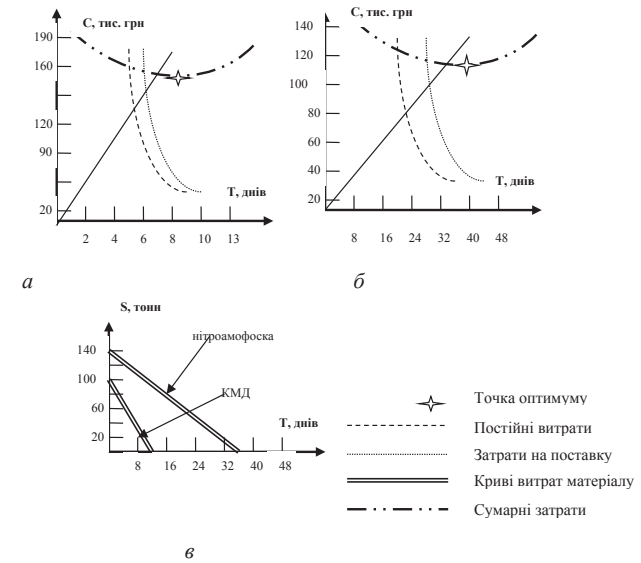 С, тис. грн
190
160
120
90
20
Т, днів
2 4 6 8 10 13
а
С, тис. грн
140
120
100
80
60
40
20
Т, днів
8 16 24 32 40 48
б
S, тонн
140
100
60
20
нітроамофоска
КМД
Т, днів
8 16 24 32 40 48
в
Точка оптимуму
Постійні витрати
Затрати на поставку
Криві витрат матеріалу
Сумарні затрати